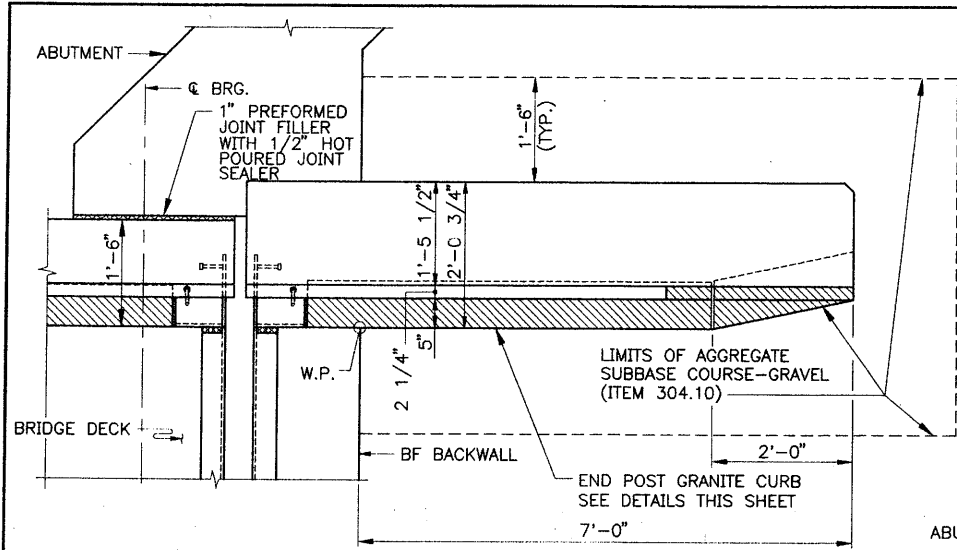 ABUTMENT
℄ BRG.
1" PREFORMED
JOINT FILLER
WITH 1/2" HOT
POURED JOINT
SEALER
1'-6"
(TYP.)
1'-6"
1'-5 1/2"
2'-0 3/4"
2 1/4"
5"
W.P.
LIMITS OF AGGREGATE
SUBBASE COURSE-GRAVEL
(ITEM 304.10)
BRIDGE DECK
BF BACKWALL
2'-0"
END POST GRANITE CURB
SEE DETAILS THIS SHEET
7'-0"
ABU